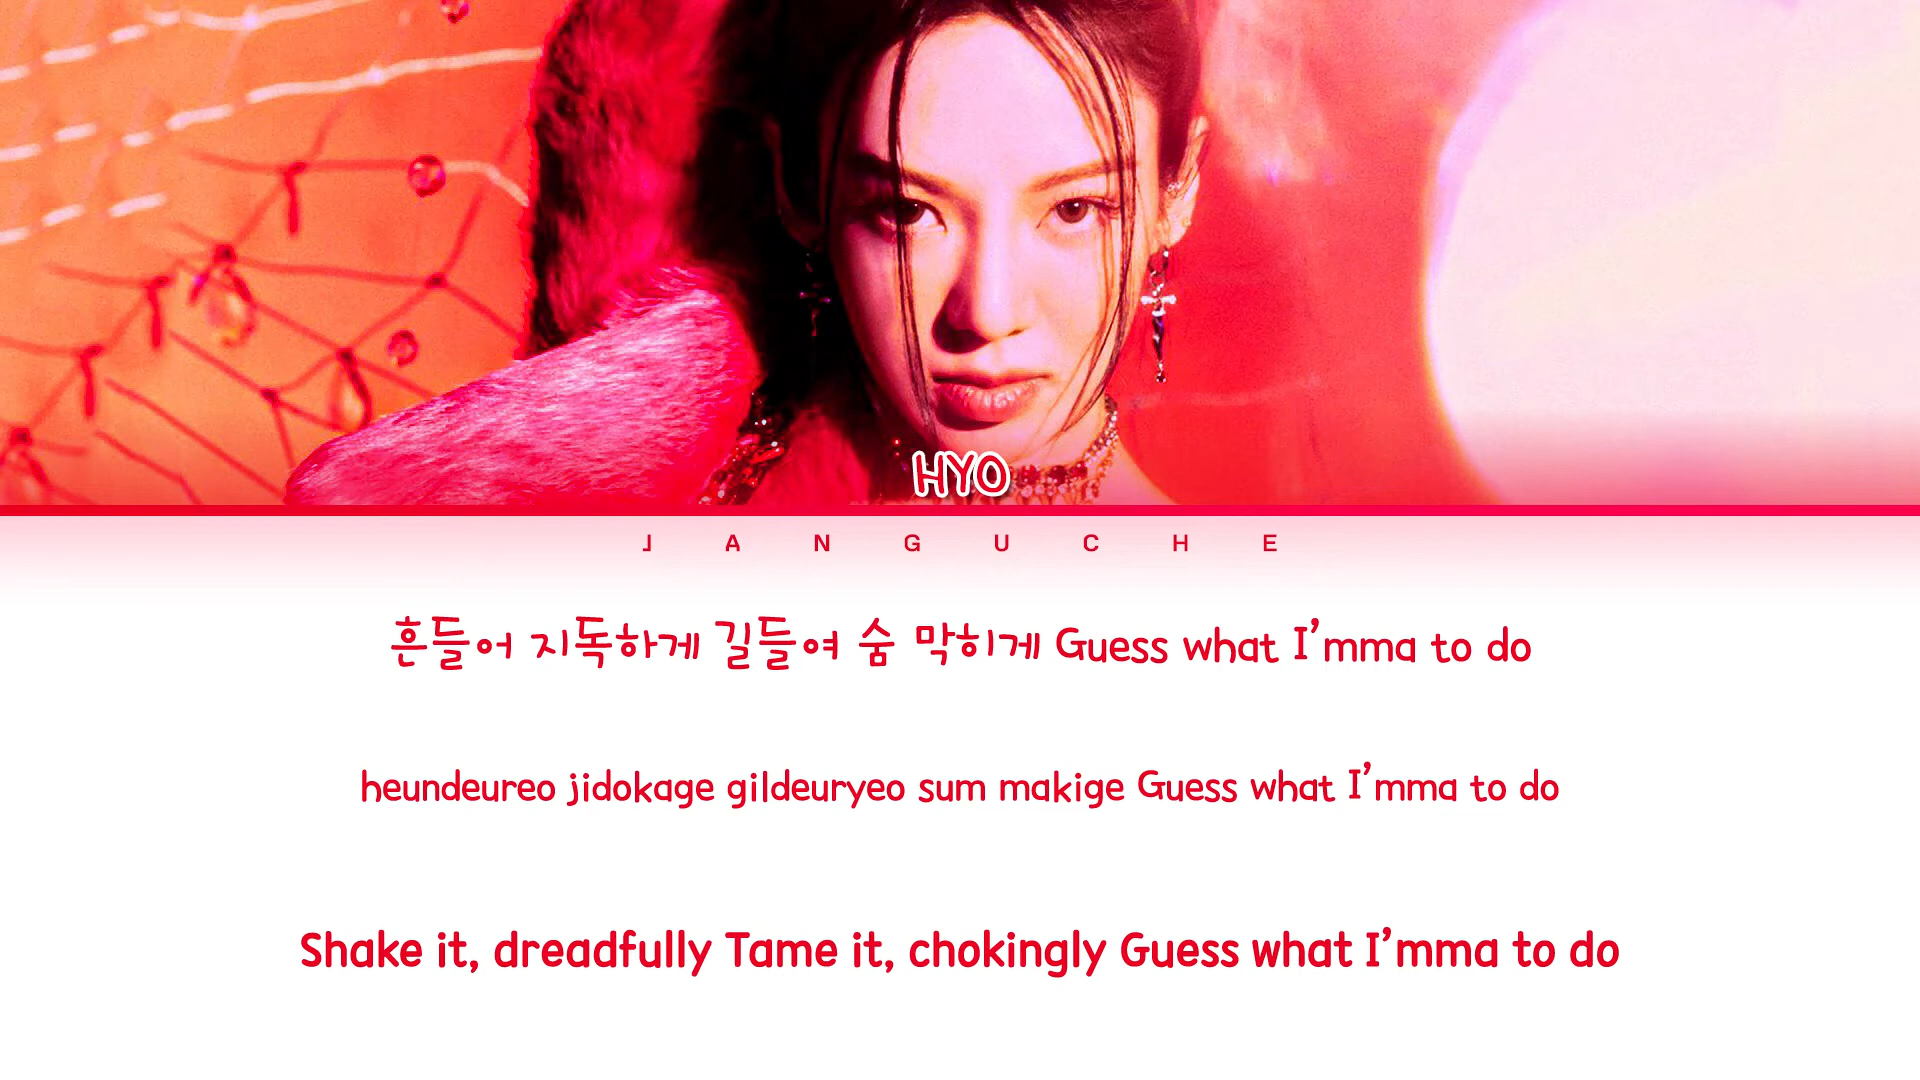 HYO
JANGUCHE
흔들어 지독하게 길들여 숨 막히게 Guess what I'mma to do
heundeureo jidokage gildeuryeo sum makige Guess what I'mma to do
Shake it, dreadfully Tame it, chokingly Guess what I'mma to do